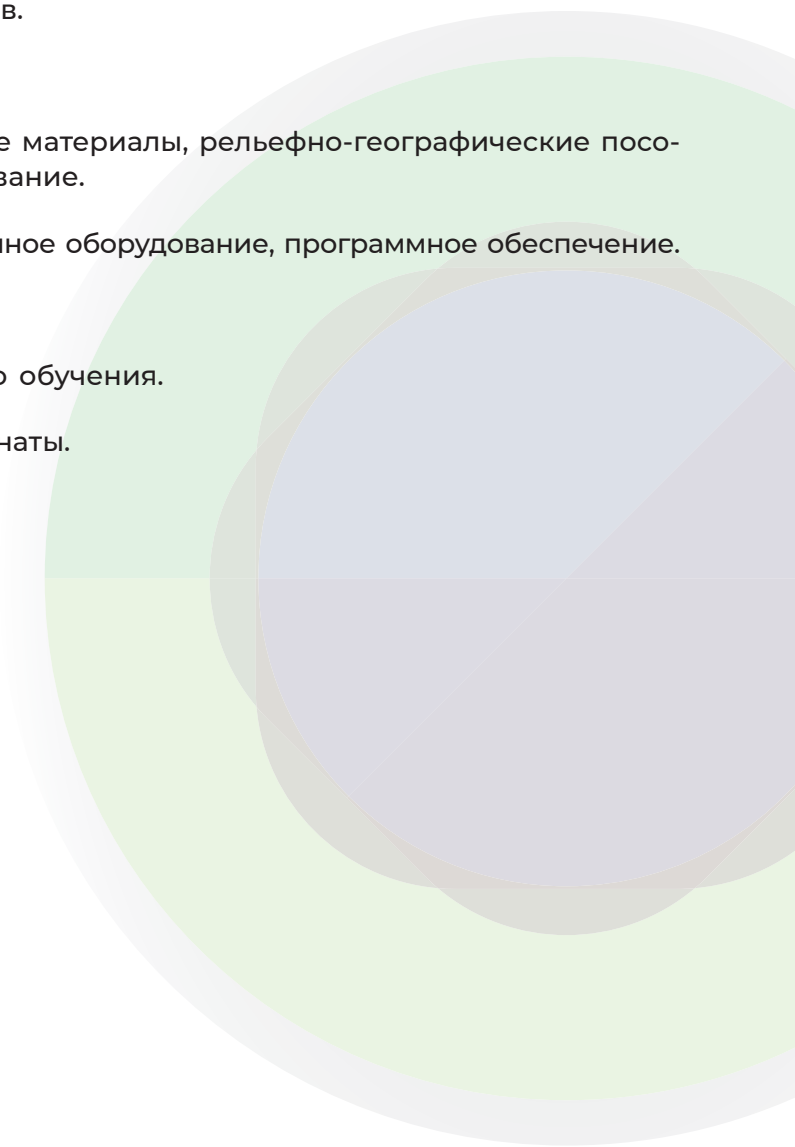 в.
е материалы, рельефно-географические посо-
вание.
ное оборудование, программное обеспечение.
о обучения.
наты.